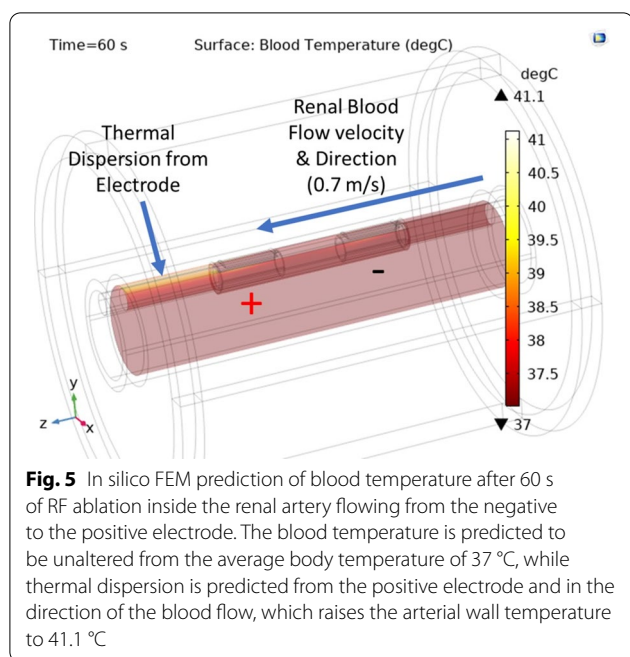 Time=60 s Surface: Blood Temperature (degC)
degC
▲ 41.1
Renal Blood
Flow velocity
& Direction
(0.7 m/s)
Thermal
Dispersion from
Electrode
41
40.5
40
39.5
39
38.5
38
37.5
▼ 37
+
-
y
z
x
Fig. 5 In silico FEM prediction of blood temperature after 60 s
of RF ablation inside the renal artery flowing from the negative
to the positive electrode. The blood temperature is predicted to
be unaltered from the average body temperature of 37 °C, while
thermal dispersion is predicted from the positive electrode and in the
direction of the blood flow, which raises the arterial wall temperature
to 41.1 °C